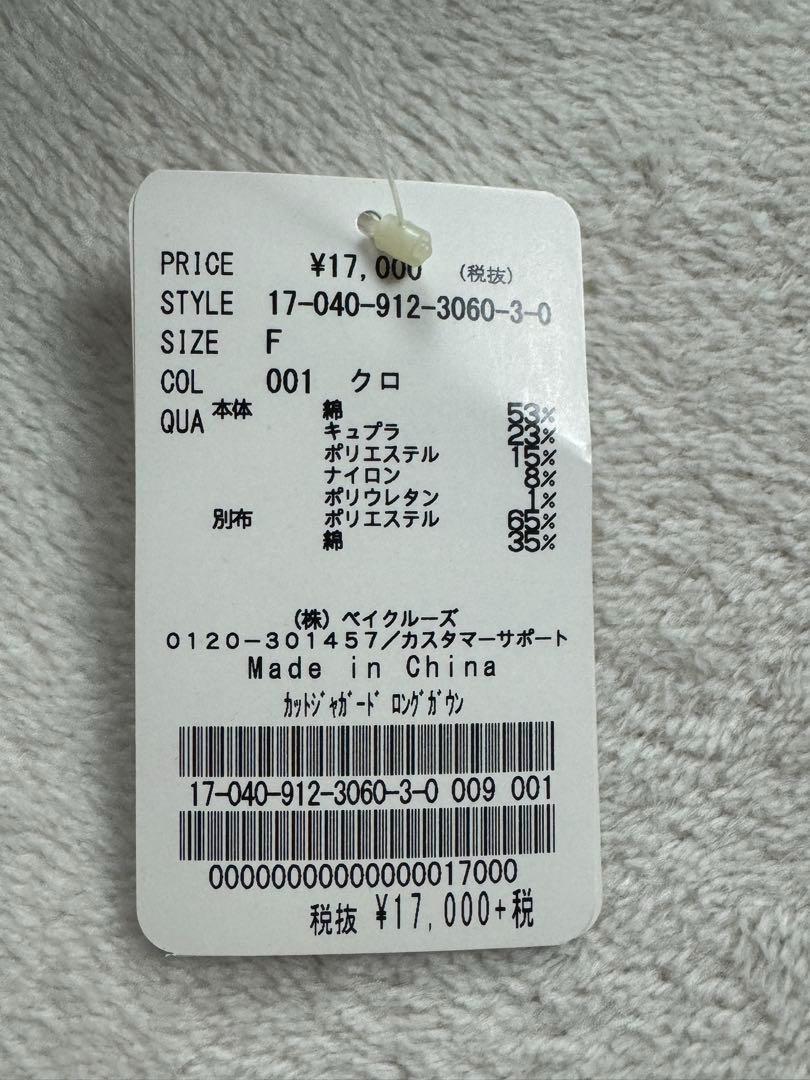 PRICE ¥17,000 (税抜)
STYLE 17-040-912-3060-3-0
SIZE F
COL 001 クロ
QUA 本体 綿 53%
キュプラ 23%
ポリエステル 15%
ナイロン 8%
ポリウレタン 1%
別布 ポリエステル 65%
綿 35%
(株)ベイクルーズ
0120-301457/カスタマーサポート
Made in China
カットジャガード ロングガウン
17-040-912-3060-3-0 009 001
00000000000000017000
税抜 ¥17,000+税